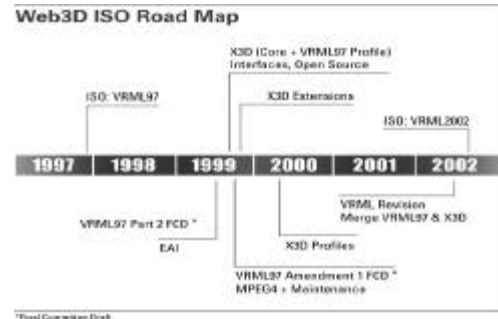 Web3D ISO Road Map
X3D (Core + VRML97 Profile)
Interfaces, Open Source
ISO: VRML97
X3D Extensions
ISO: VRML2002
1997 1998 1999 2000 2001 2002
VRML97 Part 2 FCD *
EAI
VRML Revision
Merge VRML97 & X3D
X3D Profiles
VRML97 Amendment 1 FCD *
MPEG4 + Maintenance
*Final Committee Draft